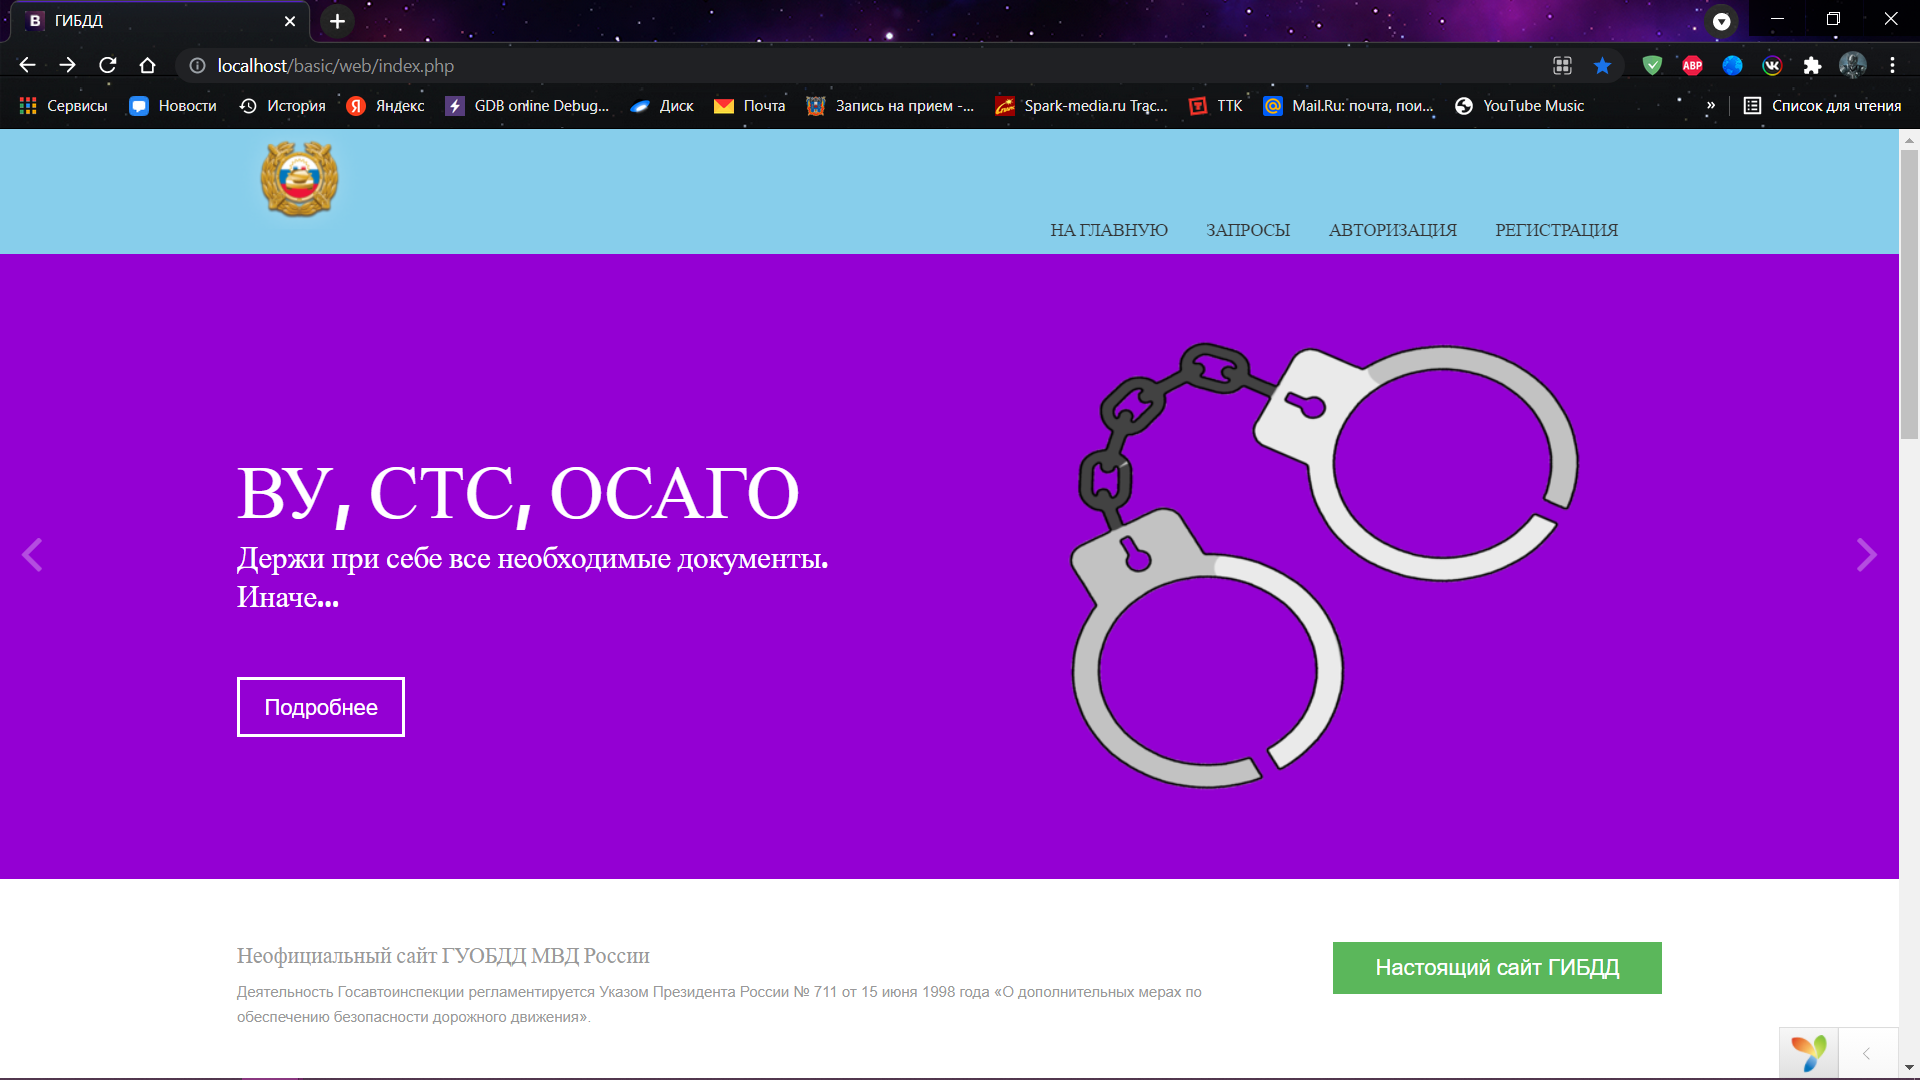 ГИБДД
localhost/basic/web/index.php
Сервисы
Новости
История
Яндекс
GDB online Debug...
Диск
Почта
Запись на прием -...
Spark-media.ru Trac...
ТТК
Mail.Ru: почта, пои...
YouTube Music
»
Список для чтения
НА ГЛАВНУЮ
ЗАПРОСЫ
АВТОРИЗАЦИЯ
РЕГИСТРАЦИЯ
ВУ, СТС, ОСАГО
Держи при себе все необходимые документы.
Иначе...
Подробнее
Неофициальный сайт ГУОБДД МВД России
Настоящий сайт ГИБДД
Деятельность Госавтоинспекции регламентируется Указом Президента России № 711 от 15 июня 1998 года «О дополнительных мерах по
обеспечению безопасности дорожного движения».